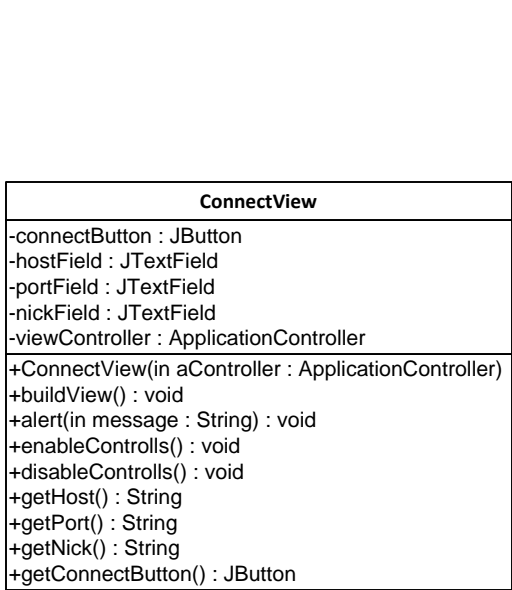 ConnectView
-connectButton : JButton
-hostField : JTextField
-portField : JTextField
-nickField : JTextField
-viewController : ApplicationController
+ConnectView(in aController : ApplicationController)
+buildView() : void
+alert(in message : String) : void
+enableControlls() : void
+disableControlls() : void
+getHost() : String
+getPort() : String
+getNick() : String
+getConnectButton() : JButton